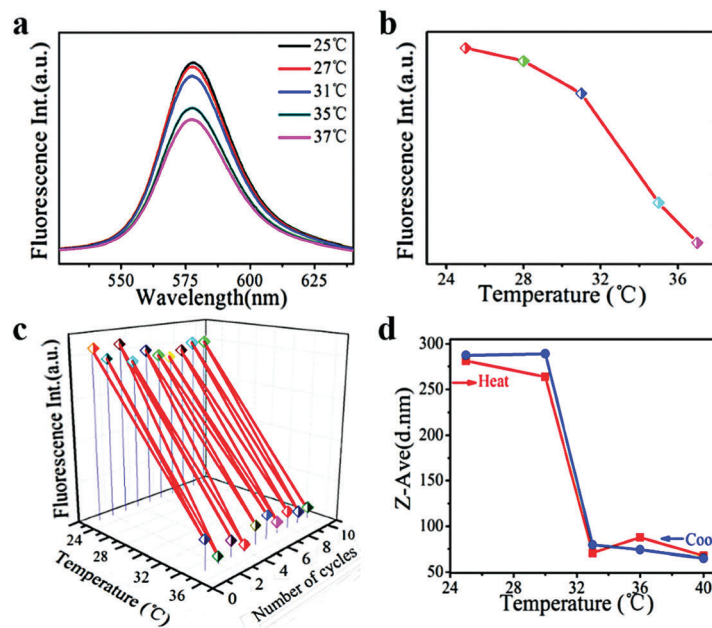 a
Fluorescence Int.(a.u.)
25℃
27℃
31℃
35℃
37℃
550
575
600
625
Wavelength(nm)
b
Fluorescence Int.(a.u.)
24
28
32
36
Temperature (℃)
c
Fluorescence Int.(a.u.)
24
28
32
36
Temperature (℃)
0
2
4
6
8
10
Number of cycles
d
Z-Ave(d.nm)
300
250
200
150
100
50
Heat
Coo
24
28
32
36
40
Temperature (℃)